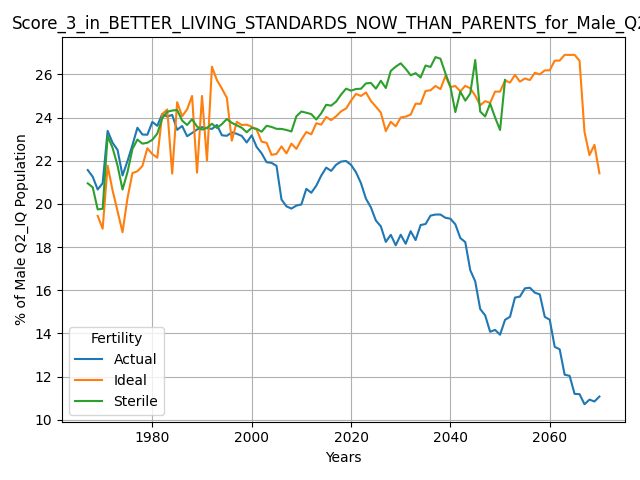 Score_3_in_BETTER_LIVING_STANDARDS_NOW_THAN_PARENTS_for_Male_Q2
% of Male Q2_IQ Population
26
24
22
20
18
16
14
12
10
Fertility
Actual
Ideal
Sterile
1980 2000 2020 2040 2060
Years